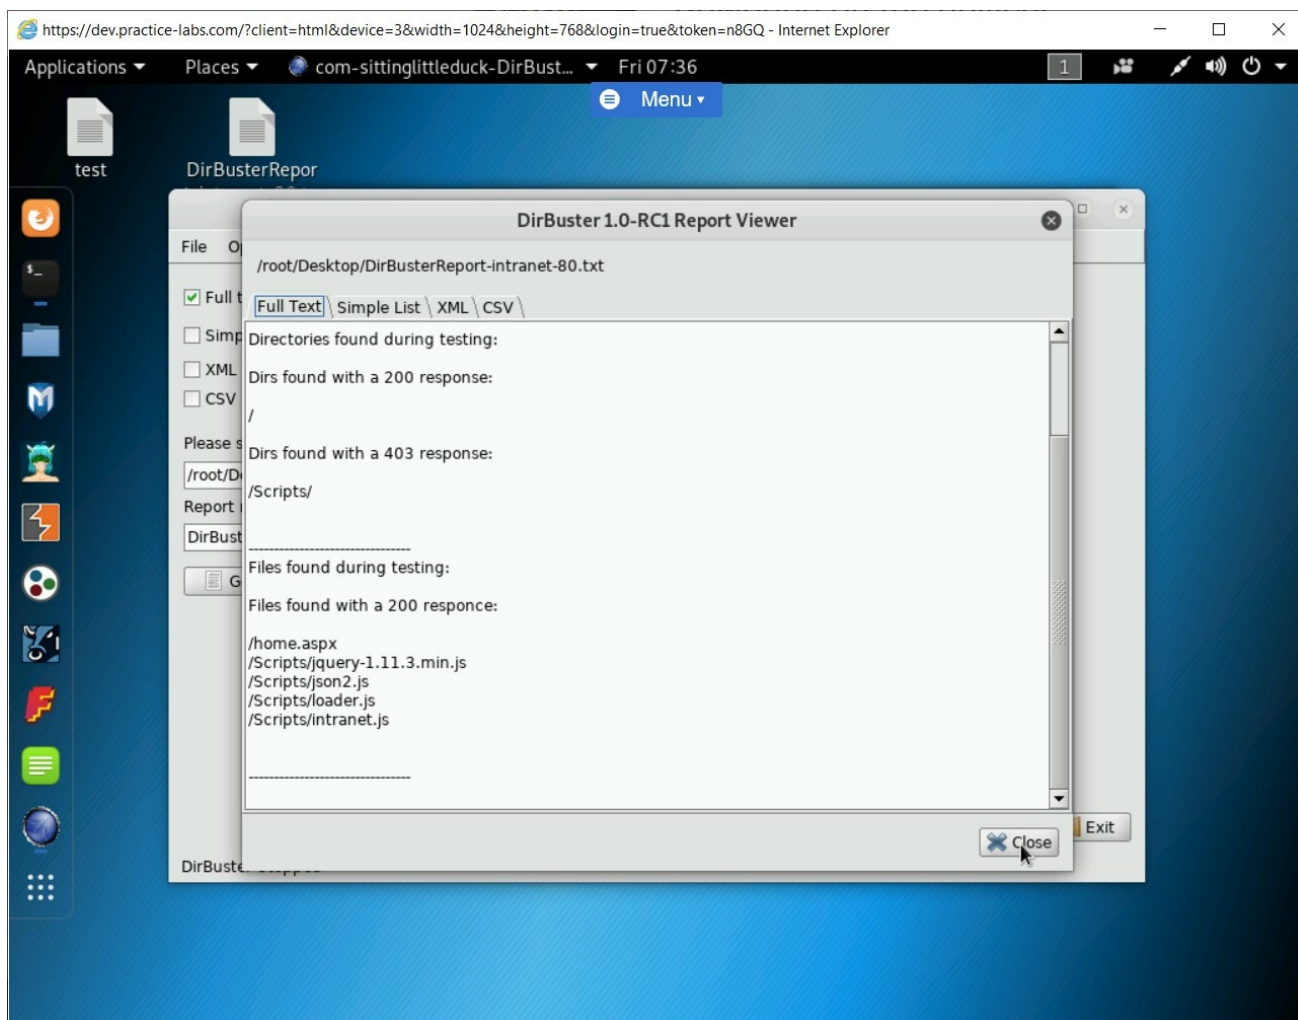 https://dev.practice-labs.com/?client=html&device=3&width=1024&height=768&login=true&token=n8GQ - Internet Explorer
Applications Places com-sittinglittleduck-DirBust... Fri 07:36 1
Menu
test DirBusterRepor
DirBuster 1.0-RC1 Report Viewer
File
/root/Desktop/DirBusterReport-intranet-80.txt
Full t
Full Text Simple List XML CSV
Simp
Directories found during testing:
XML
Dirs found with a 200 response:
CSV
/
Please s
Dirs found with a 403 response:
/root/D
/Scripts/
Report
DirBust
-------------------------------
Files found during testing:
G
Files found with a 200 responce:
/home.aspx
/Scripts/jquery-1.11.3.min.js
/Scripts/json2.js
/Scripts/loader.js
/Scripts/intranet.js
-------------------------------
Exit
Close
DirBuste